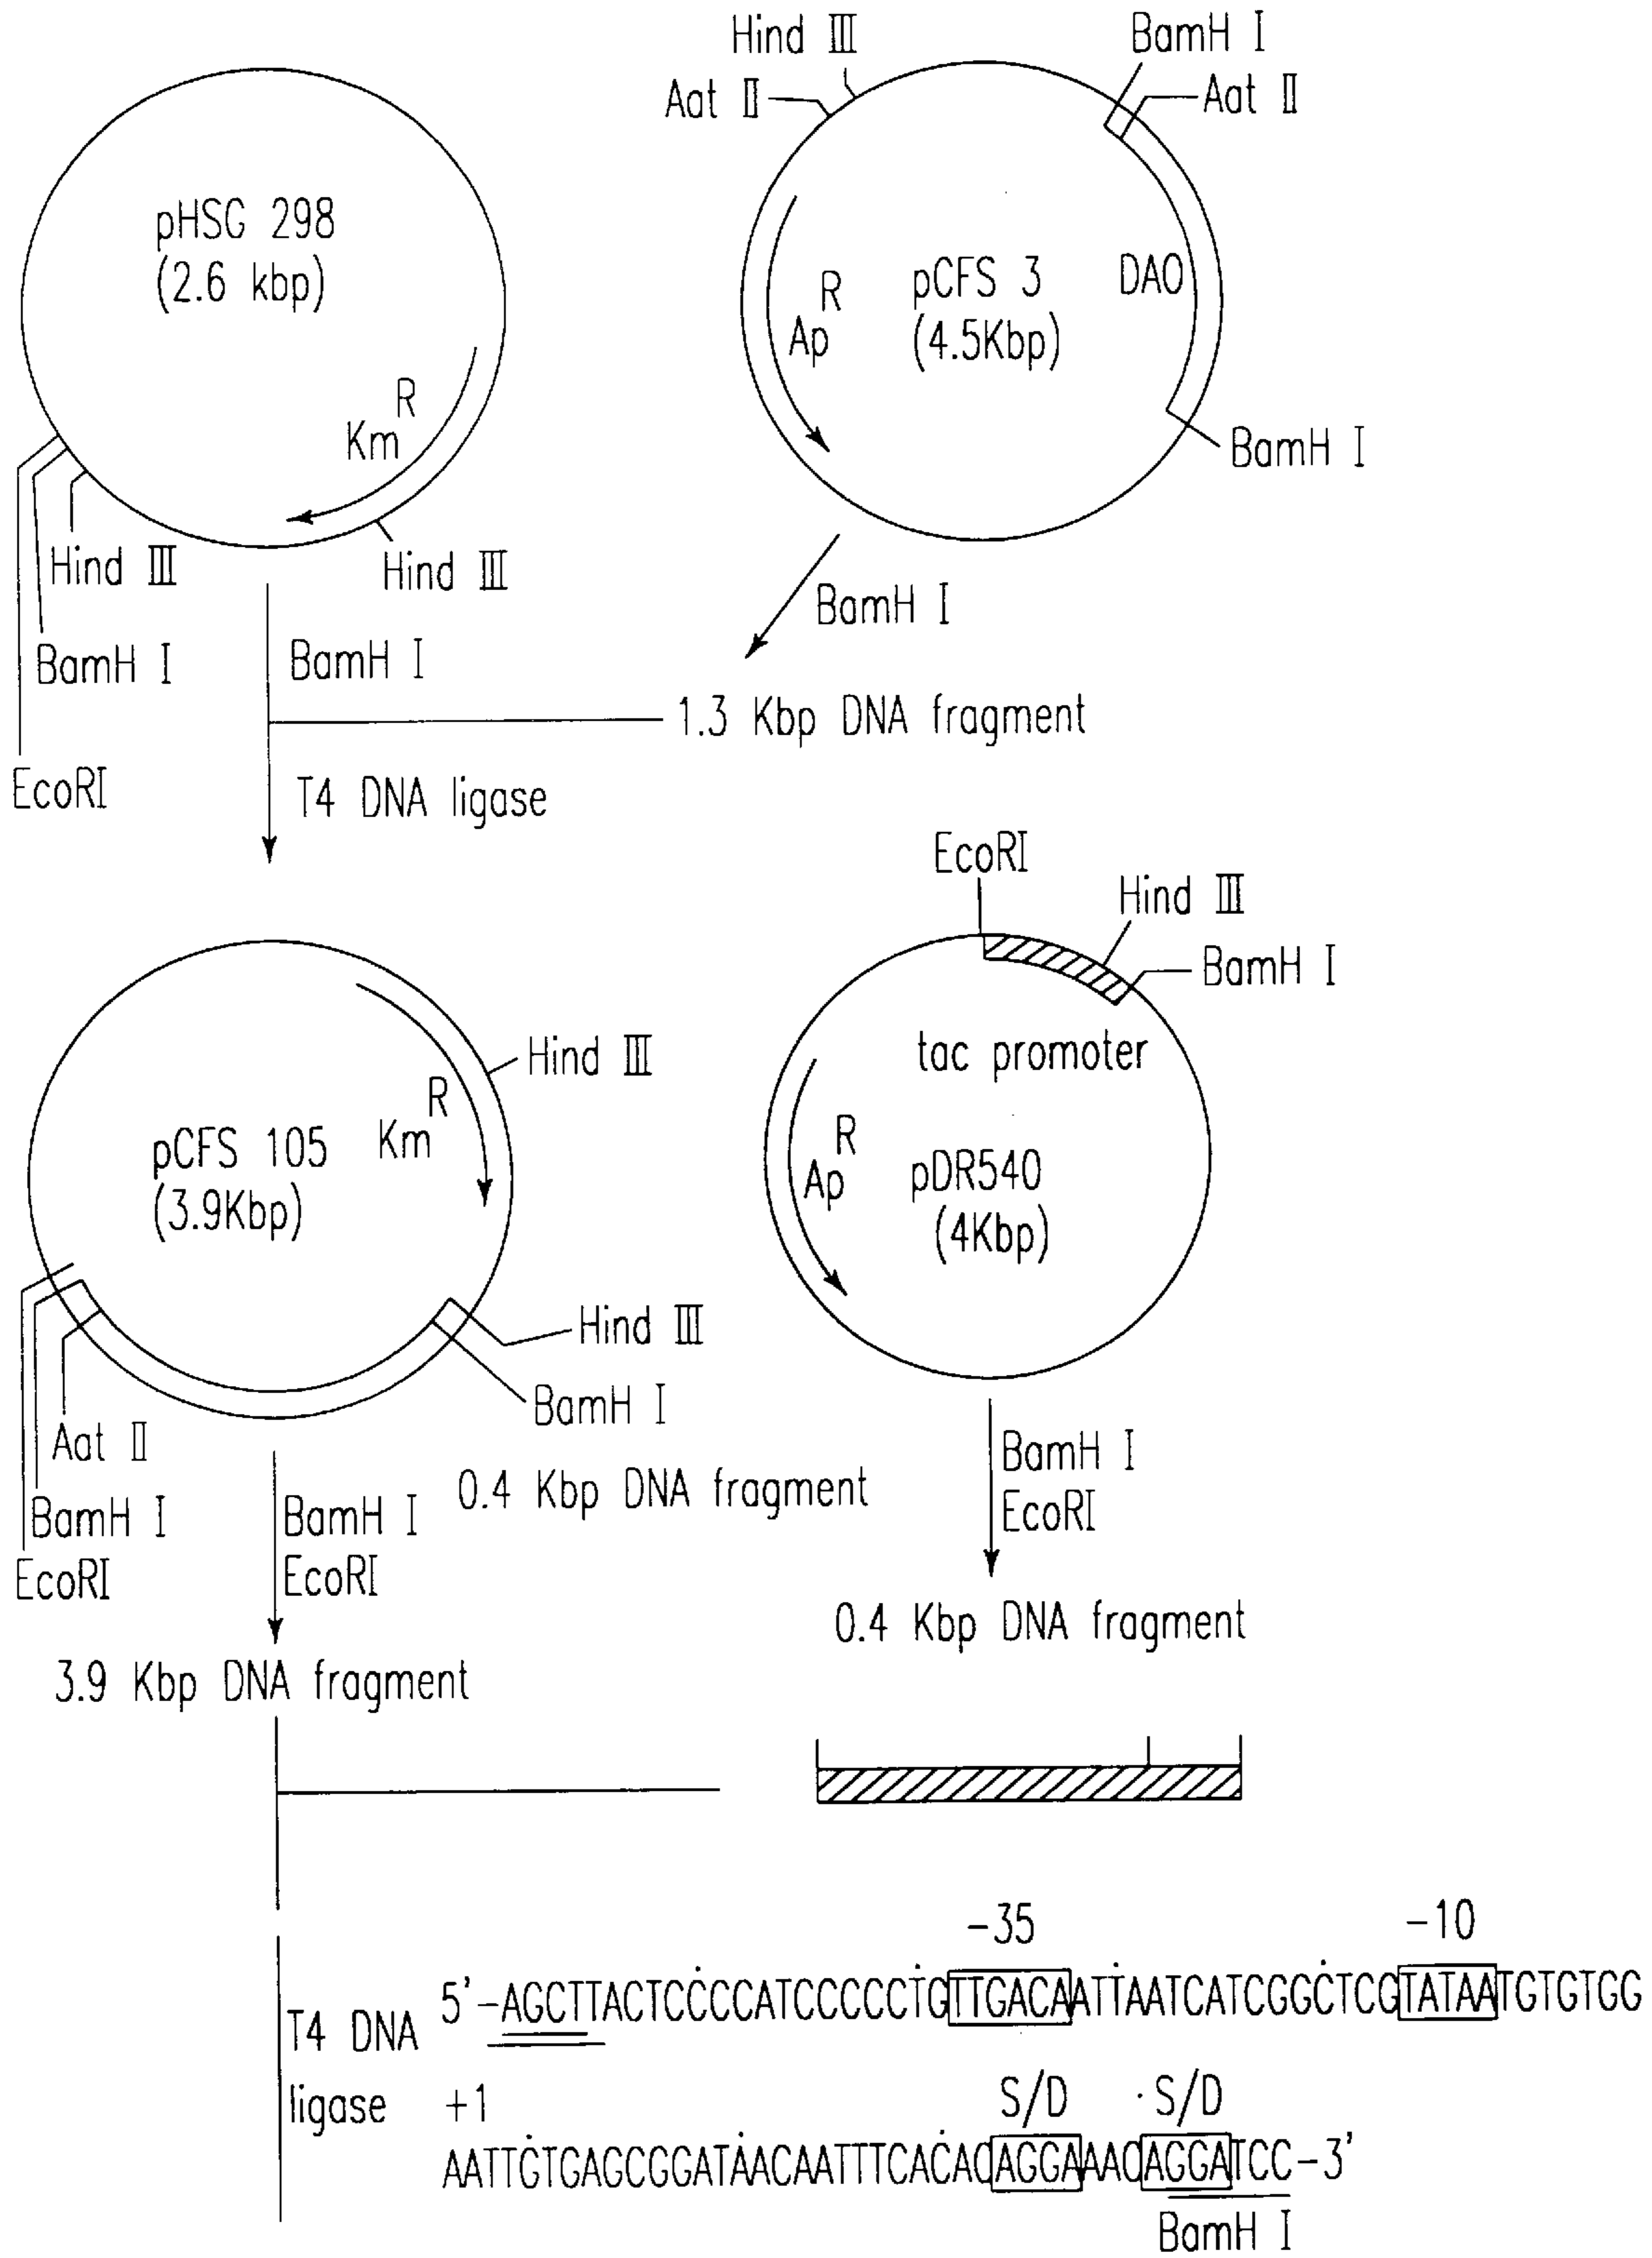 Hind III
BamH I
Aat II
Aat II
pHSG 298
(2.6 kbp)
R
Km
R
Ap
pCFS 3
(4.5Kbp)
DAO
BamH I
Hind III
Hind III
BamH I
BamH I
BamH I
1.3 Kbp DNA fragment
EcoRI
T4 DNA ligase
EcoRI
Hind III
BamH I
Hind III
tac promoter
R
Km
pCFS 105
(3.9Kbp)
R
Ap
pDR540
(4Kbp)
Hind III
BamH I
Aat II
BamH I
EcoRI
BamH I
EcoRI
0.4 Kbp DNA fragment
BamH I
EcoRI
0.4 Kbp DNA fragment
3.9 Kbp DNA fragment
-35
-10
5'-AGCTTACTCCCCATCCCCCTGTTGACAATTAATCATCGGCTCGTATAATGTGTGG
T4 DNA
ligase
+1
S/D
S/D
AATTGTGAGCGGATAACAATTTCACACAGGAAACAGGATCC-3'
BamH I